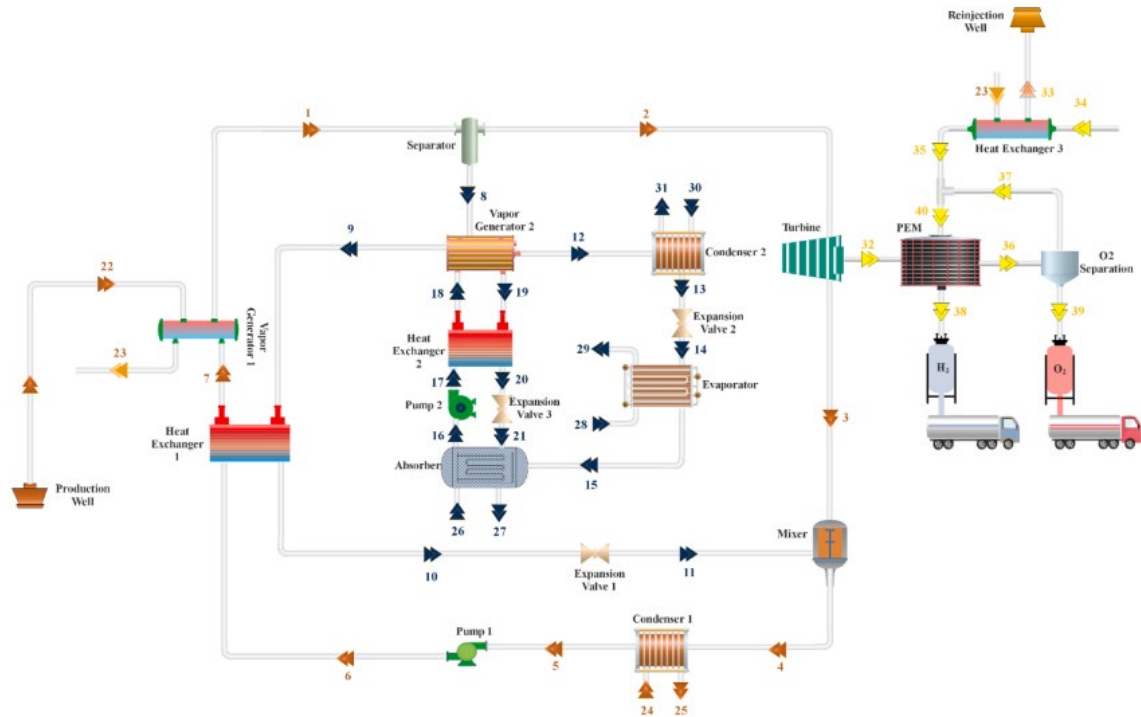 Reinjection
Well
23
33
34
Heat Exchanger 3
35
37
1
2
Separator
8
31
30
9
Vapor
Generator 2
12
Condenser 2
Turbine
40
PEM
32
36
O2
Separation
22
18
19
13
Expansion
Valve 2
38
39
Vapor
Generator 1
23
7
Heat
Exchanger
2
29
14
Evaporator
H2
O2
17
20
Pump 2
Expansion
Valve 3
28
3
16
21
Heat
Exchanger
1
Absorber
15
Production
Well
26
27
Mixer
10
Expansion
Valve 1
11
Pump 1
Condenser 1
6
5
4
24
25